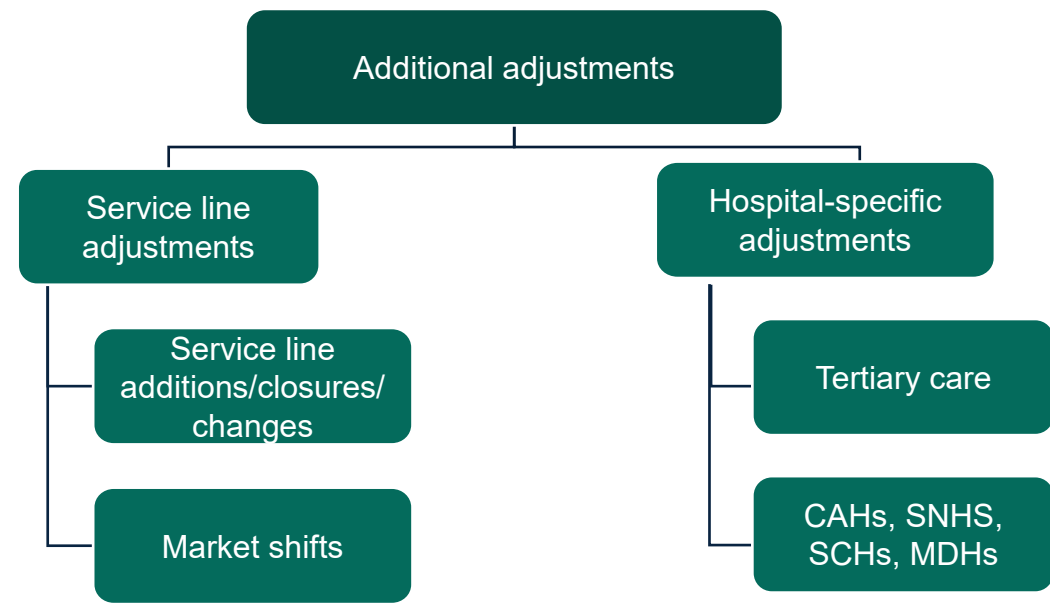 Additional adjustments
Service line
adjustments
Service line
additions/closures/
changes
Market shifts
Hospital-specific
adjustments
Tertiary care
CAHs, SNHS,
SCHs, MDHs